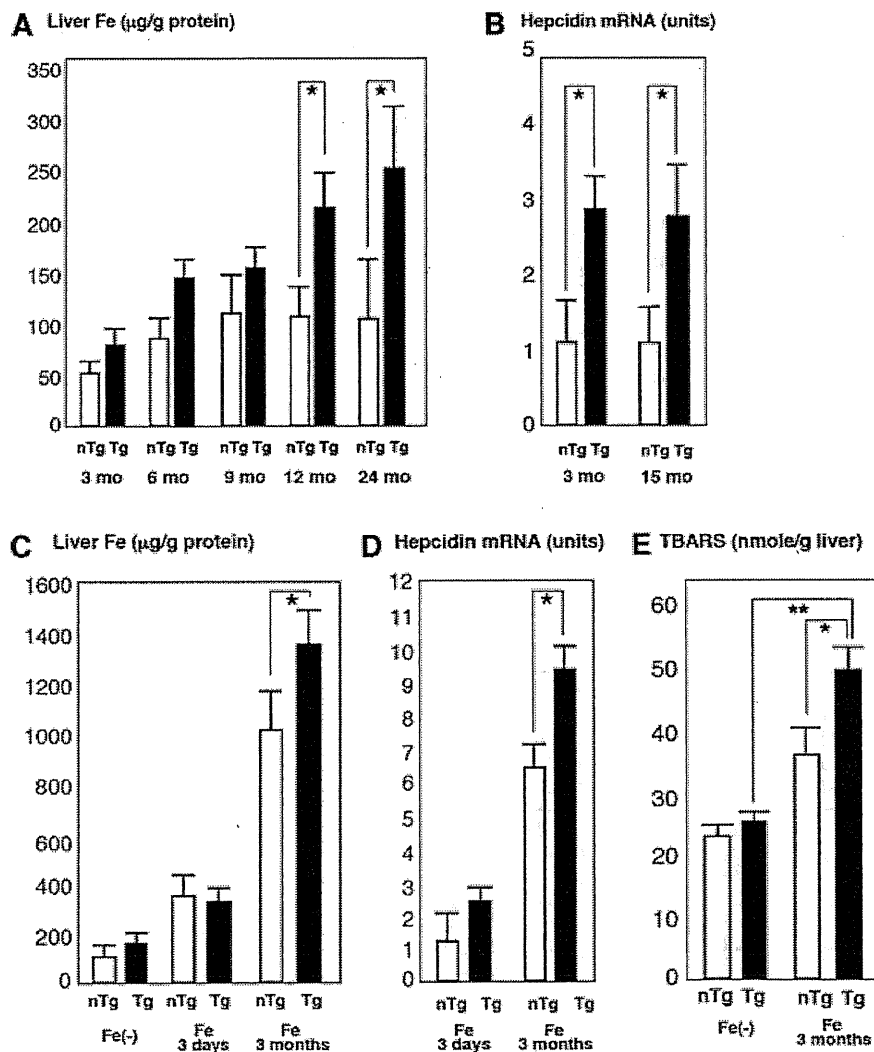 A Liver Fe (µg/g protein)
350
300
250
200
150
100
50
0
* *
nTg Tg nTg Tg nTg Tg nTg Tg nTg Tg
3 mo 6 mo 9 mo 12 mo 24 mo
B Hepcidin mRNA (units)
5
4
3
2
1
0
* *
nTg Tg nTg Tg
3 mo 15 mo
C Liver Fe (µg/g protein)
1600
1400
1200
1000
800
600
400
200
0
*
nTg Tg nTg Tg nTg Tg
Fe(-) Fe Fe
3 days 3 months
D Hepcidin mRNA (units)
12
11
10
9
8
7
6
5
4
3
2
1
0
*
nTg Tg nTg Tg
Fe Fe
3 days 3 months
E TBARS (nmole/g liver)
60
50
40
30
20
10
0
**
*
nTg Tg nTg Tg
Fe(-) Fe
3 months